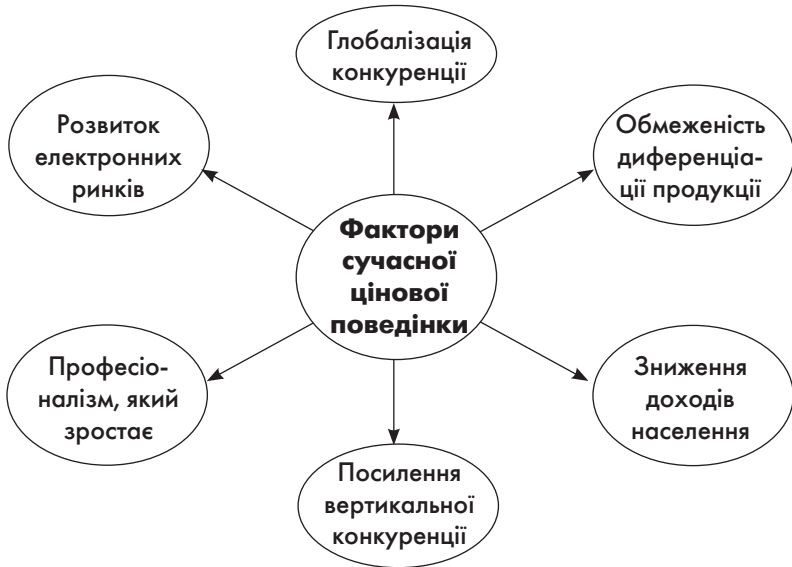 Глобалізація
конкуренції
Розвиток
електронних
ринків
Обмеженість
диференціа-
ції продукції
Фактори
сучасної
цінової
поведінки
Професіо-
налізм, який
зростає
Зниження
доходів
населення
Посилення
вертикальної
конкуренції